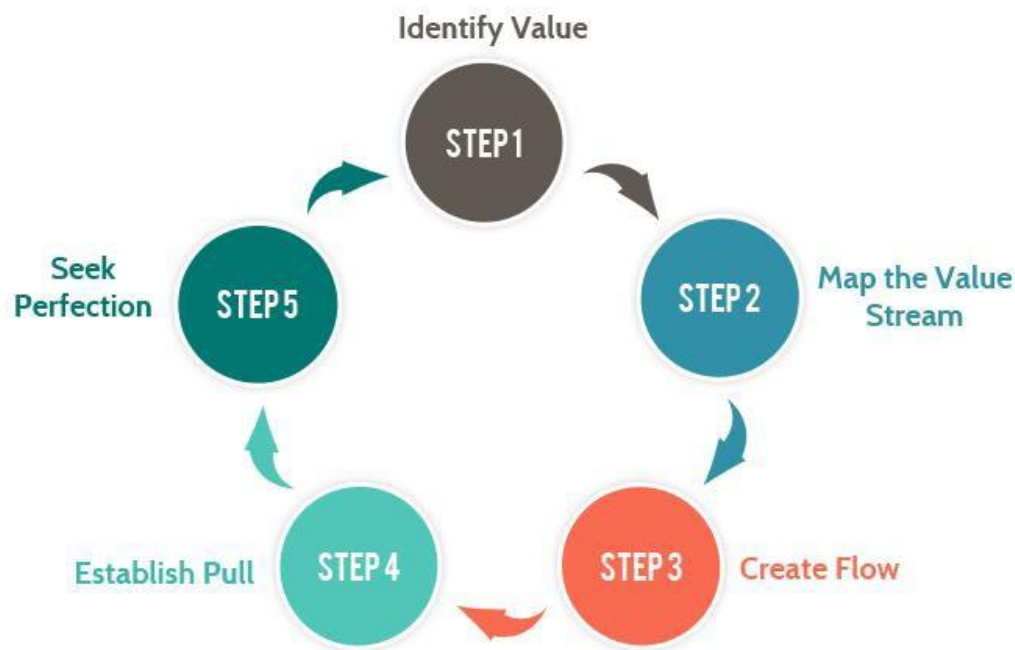 Identify Value
STEP 1
STEP 2
Map the Value
Stream
STEP 3
Create Flow
STEP 4
Establish Pull
STEP 5
Seek
Perfection